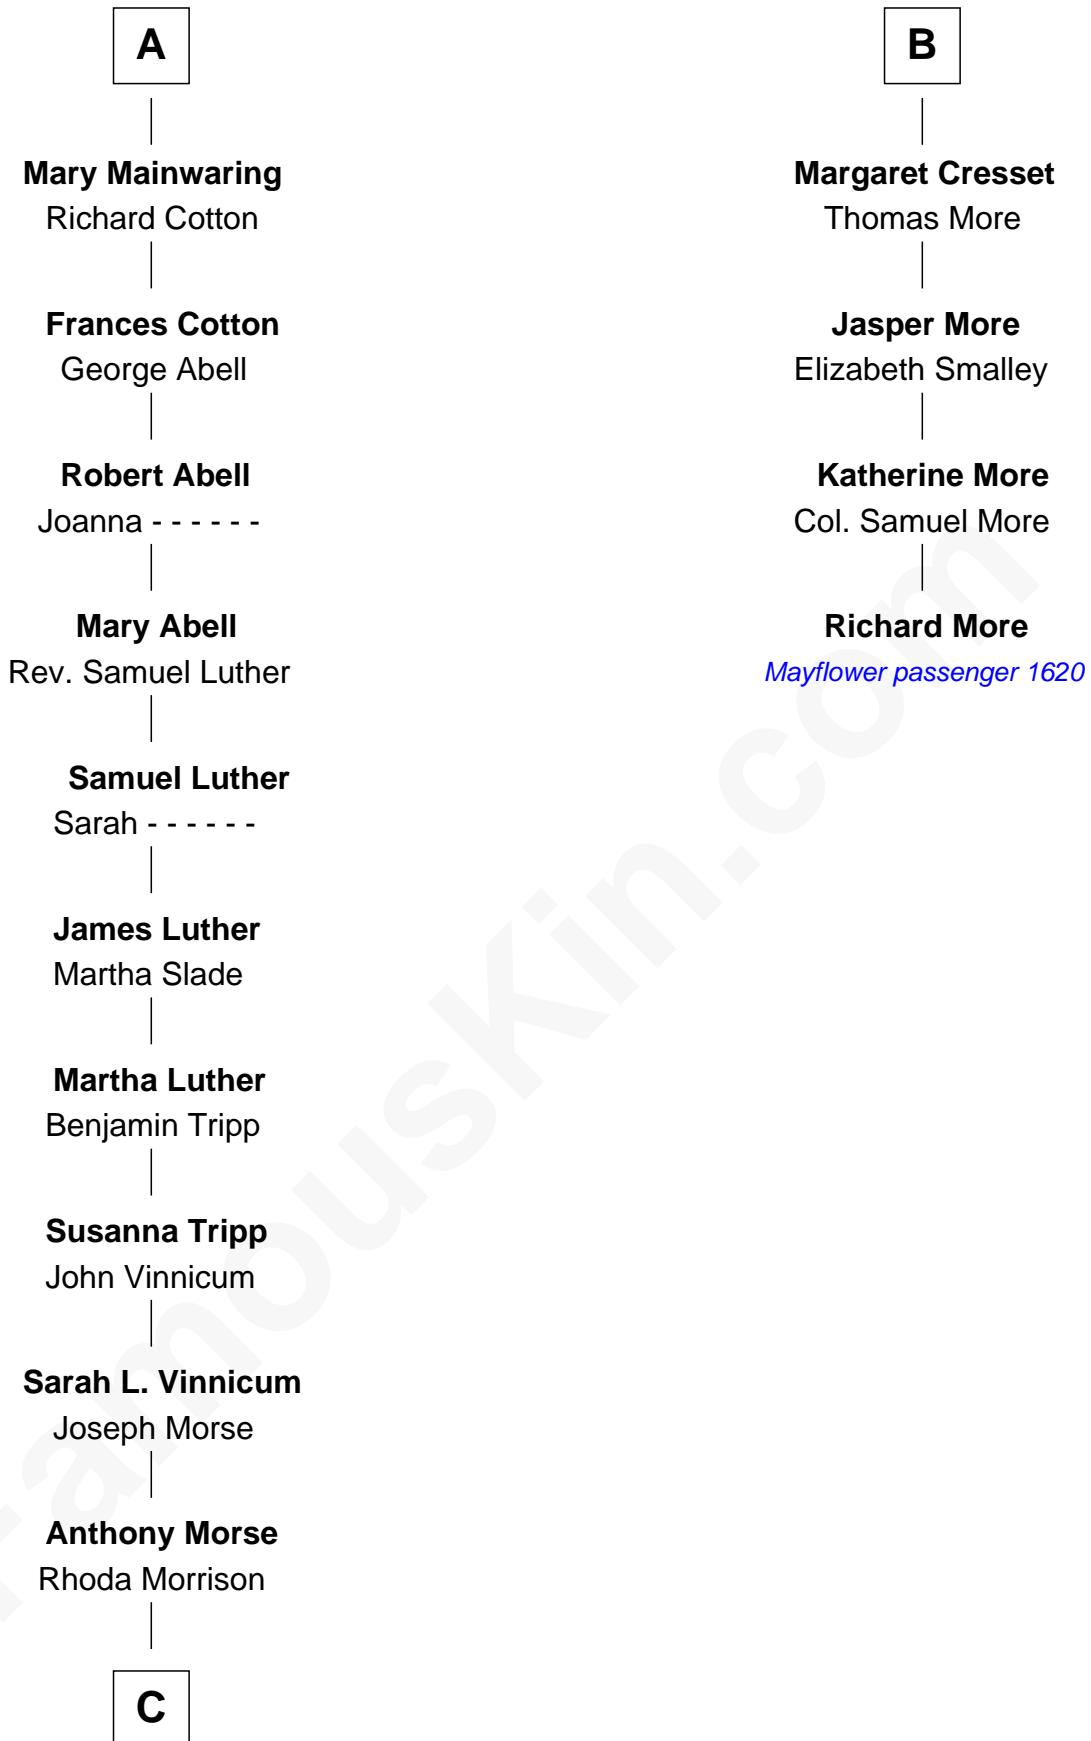 A
Mary Mainwaring
Richard Cotton
Frances Cotton
George Abell
Robert Abell
Joanna - - - - - -
Mary Abell
Rev. Samuel Luther
Samuel Luther
Sarah - - - - - -
James Luther
Martha Slade
Martha Luther
Benjamin Tripp
Susanna Tripp
John Vinnicum
Sarah L. Vinnicum
Joseph Morse
Anthony Morse
Rhoda Morrison
C
B
Margaret Cresset
Thomas More
Jasper More
Elizabeth Smalley
Katherine More
Col. Samuel More
Richard More
Mayflower passenger 1620
FamousKin.com